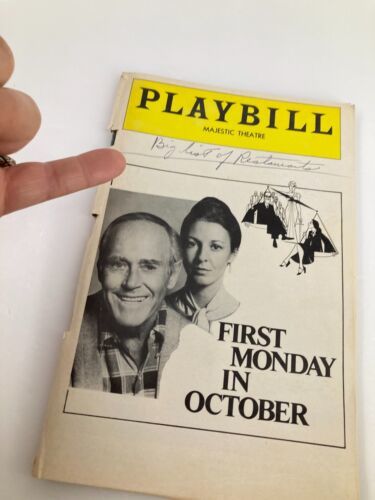 PLAYBILL
MAJESTIC THEATRE
Big list of Restaurants
FIRST
MONDAY
IN
OCTOBER